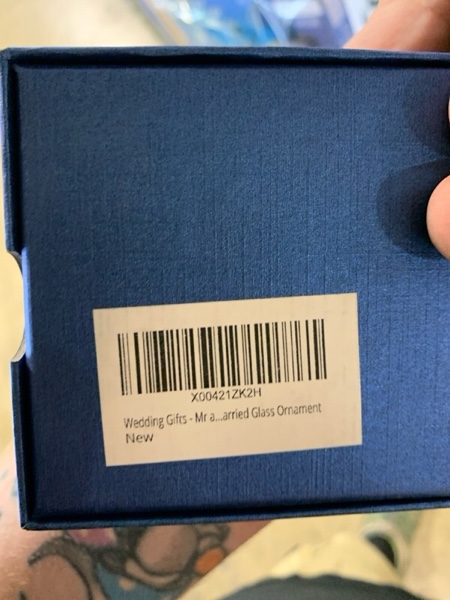 X00421ZK2H
Wedding Gifts - Mr a...arried Glass Ornament
New